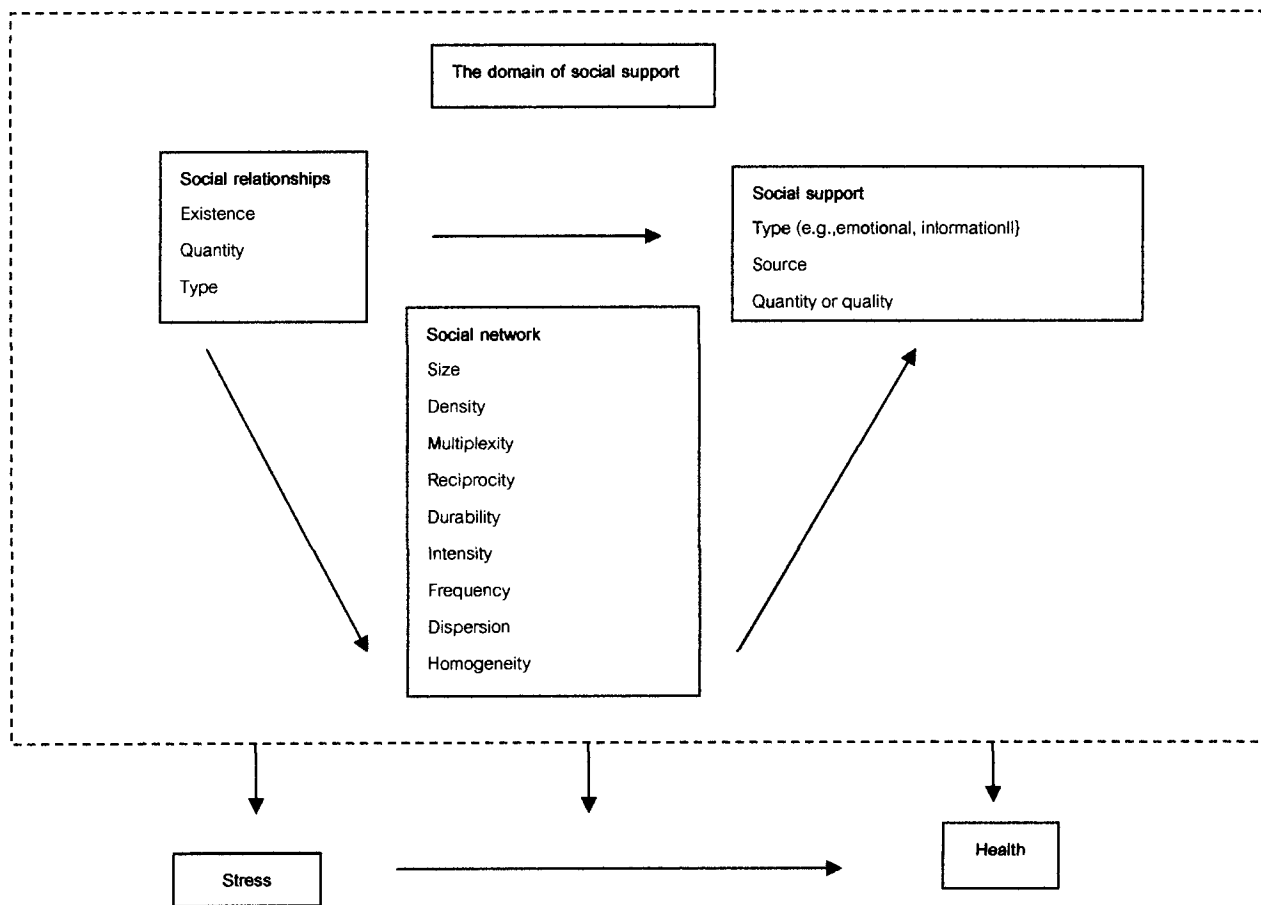 The domain of social support
Social relationships
Existence
Quantity
Type
Social support
Type (e.g.,emotional, informationll}
Source
Quantity or quality
Social network
Size
Density
Multiplexity
Reciprocity
Durability
Intensity
Frequency
Dispersion
Homogeneity
Stress
Health